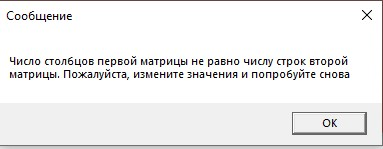 Сообщение
Число столбцов первой матрицы не равно числу строк второй
матрицы. Пожалуйста, измените значения и попробуйте снова
OK